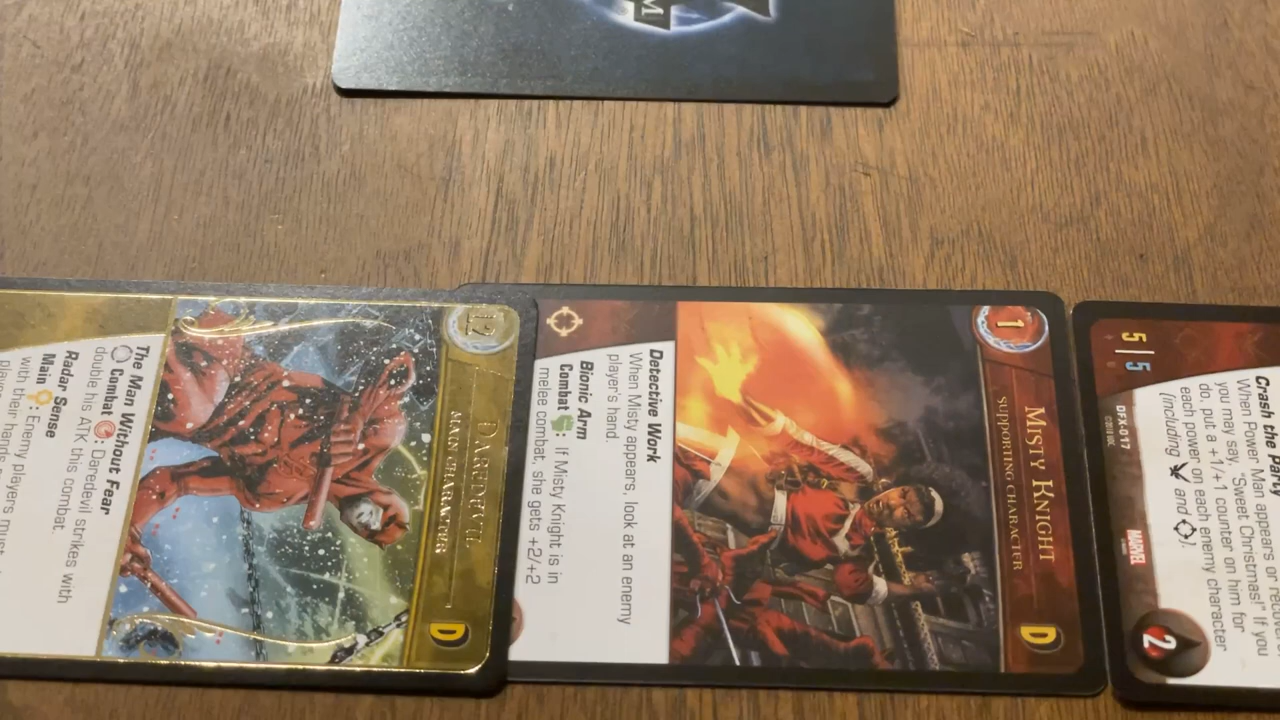 M
L2
DAREDEVIL
MAIN CHARACTER
D
The Man Without Fear
Combat : Daredevil strikes with
double his ATK this combat.
Radar Sense
Main : Enemy players must
with their hands
1
MISTY KNIGHT
SUPPORTING CHARACTER
D
Detective Work
When Misty appears, look at an enemy
player's hand.
Bionic Arm
Combat : If Misty Knight is in
melee combat, she gets +2/+2
5|5
Crash the Party
When Power Man appears or
you may say, "Sweet Christmas!" If you
do, put a +1/+1 counter on him for
each power on each enemy character
(including and ).
DFX-017
MARVEL
2